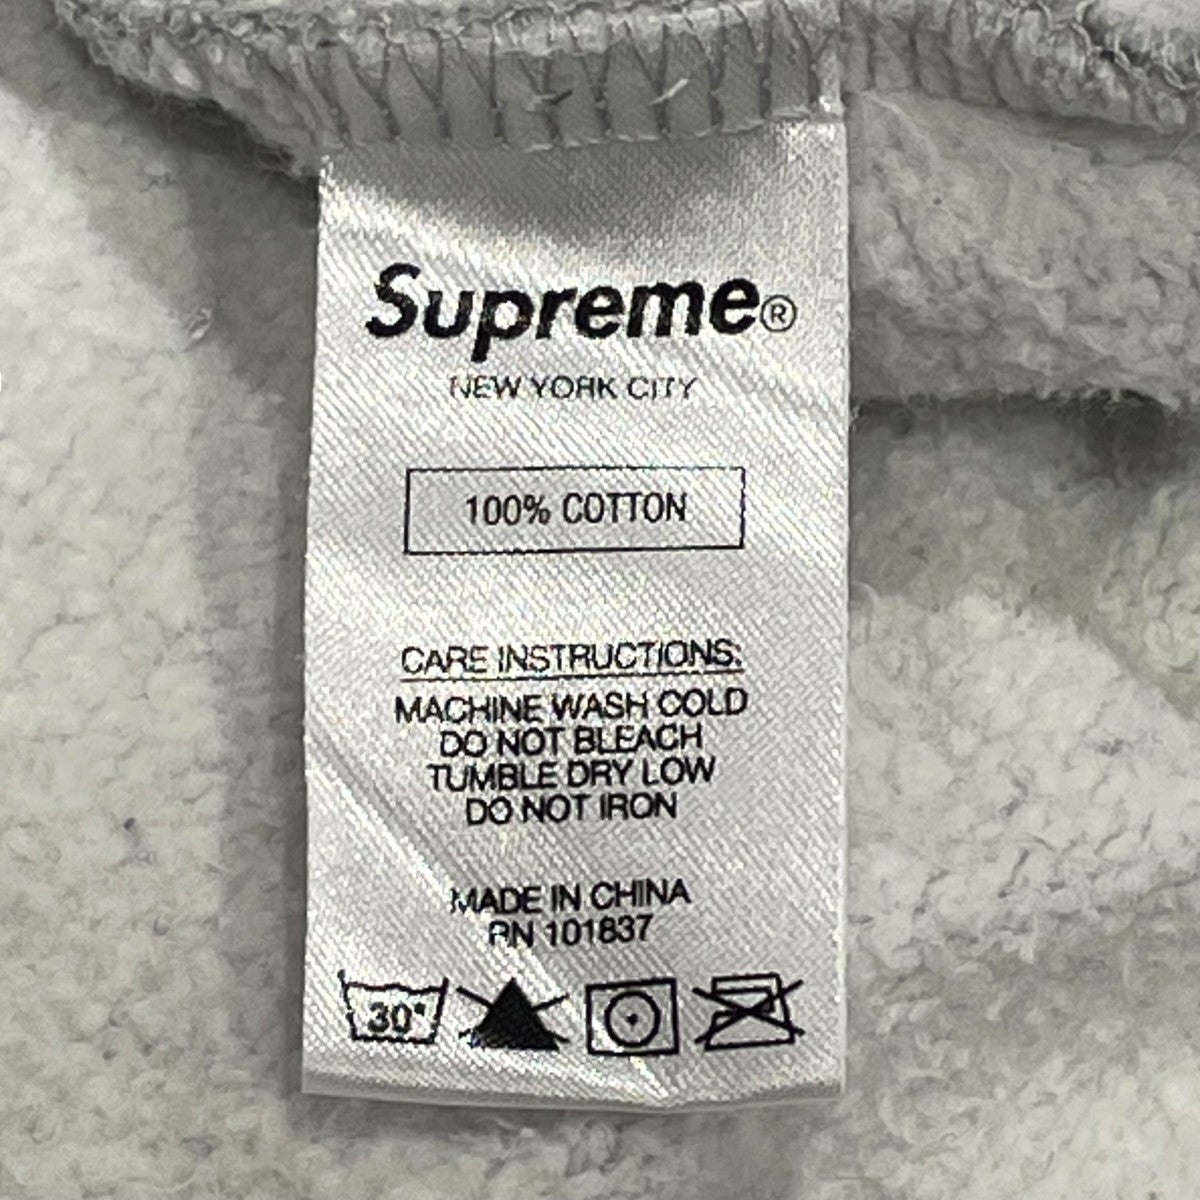 Supreme®
NEW YORK CITY
100% COTTON
CARE INSTRUCTIONS:
MACHINE WASH COLD
DO NOT BLEACH
TUMBLE DRY LOW
DO NOT IRON
MADE IN CHINA
RN 101837
30°